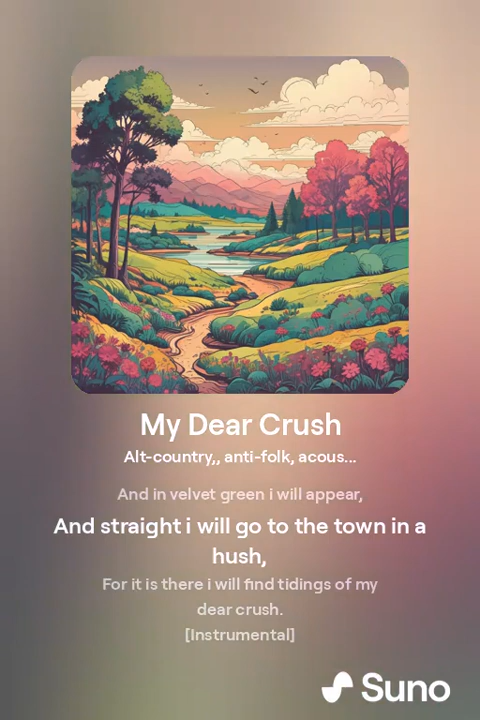 My Dear Crush
Alt-country,, anti-folk, acous...
And in velvet green i will appear,
And straight i will go to the town in a
hush,
For it is there i will find tidings of my
dear crush.
[Instrumental]
Suno